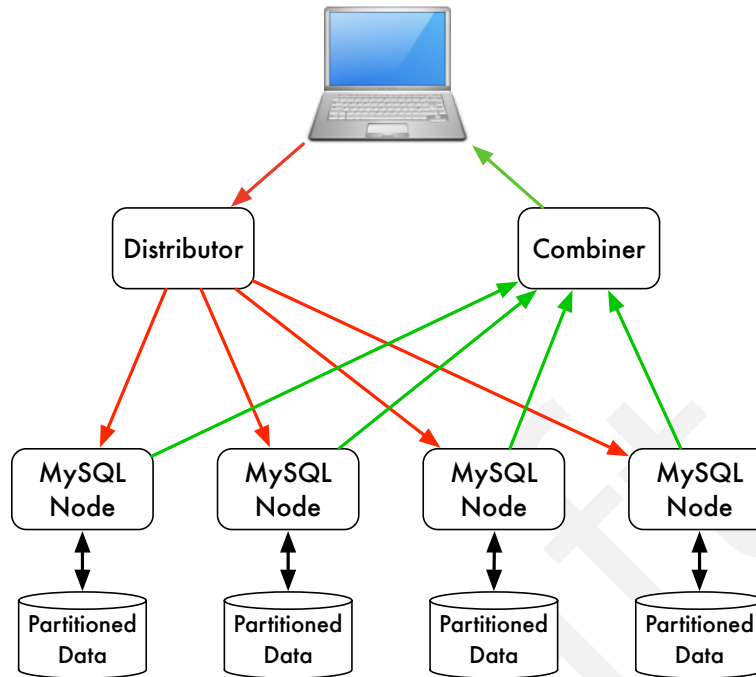 Distributor
Combiner
MySQL
Node
MySQL
Node
MySQL
Node
MySQL
Node
Partitioned
Data
Partitioned
Data
Partitioned
Data
Partitioned
Data